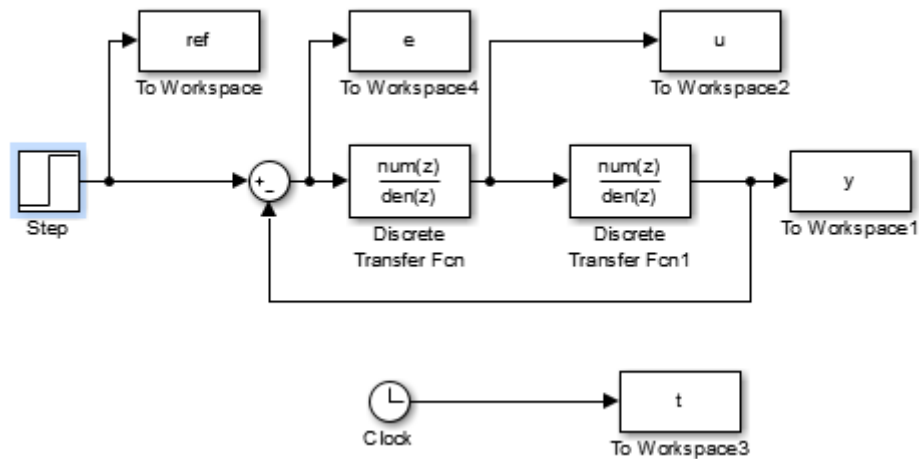 ref
To Workspace
e
To Workspace4
u
To Workspace2
Step
+
-
num(z)
den(z)
Discrete
Transfer Fcn
num(z)
den(z)
Discrete
Transfer Fcn1
y
To Workspace1
Clock
t
To Workspace3